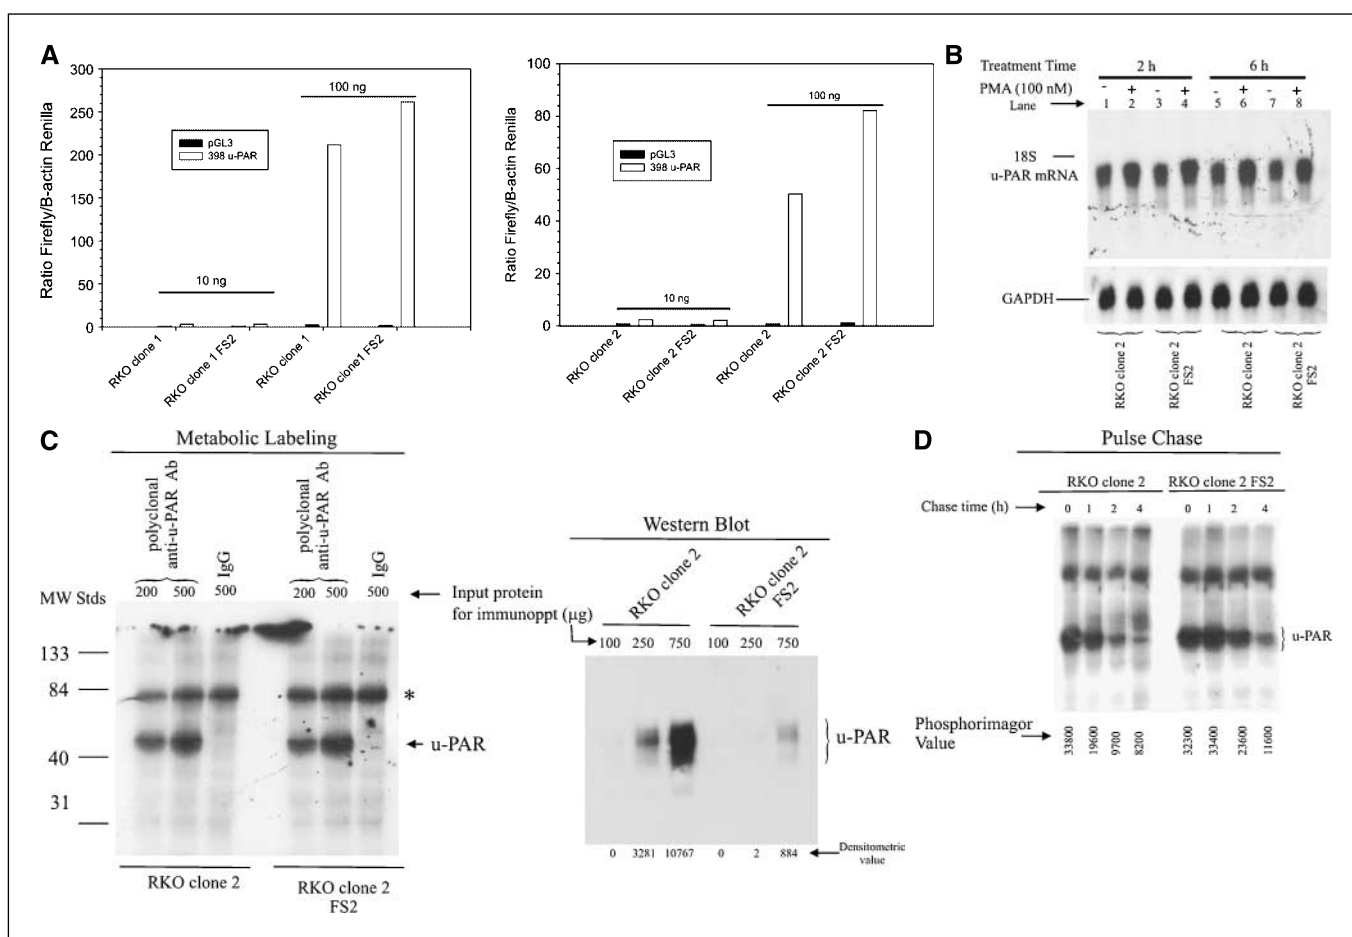 A
Ratio Firefly/B-actin Renilla
300
250
200
150
100
50
0
100 ng
pGL3
398 u-PAR
10 ng
RKO clone 1
RKO clone 1 FS2
RKO clone 1
RKO clone1 FS2
Ratio Firefly/B-actin Renilla
100
80
60
40
20
0
100 ng
pGL3
398 u-PAR
10 ng
RKO clone 2
RKO clone 2 FS2
RKO clone 2
RKO clone 2 FS2
B
Treatment Time 2 h 6 h
PMA (100 nM) - + - + - + - +
Lane 1 2 3 4 5 6 7 8
18S
u-PAR mRNA
GAPDH
RKO clone 2
RKO clone 2 FS2
RKO clone 2
RKO clone 2 FS2
C
Metabolic Labeling
polyclonal anti-u-PAR Ab
IgG
polyclonal anti-u-PAR Ab
IgG
MW Stds 200 500 500 200 500 500
Input protein
for immunoppt (µg)
133
84
*
u-PAR
40
31
RKO clone 2
RKO clone 2
FS2
Western Blot
RKO clone 2
RKO clone 2 FS2
100 250 750 100 250 750
u-PAR
0 3281 10767 0 2 884
Densitometric
value
D
Pulse Chase
RKO clone 2 RKO clone 2 FS2
Chase time (h) 0 1 2 4 0 1 2 4
u-PAR
Phosphorimagor
Value
33800 19600 9700 8200 32300 33400 23600 11600